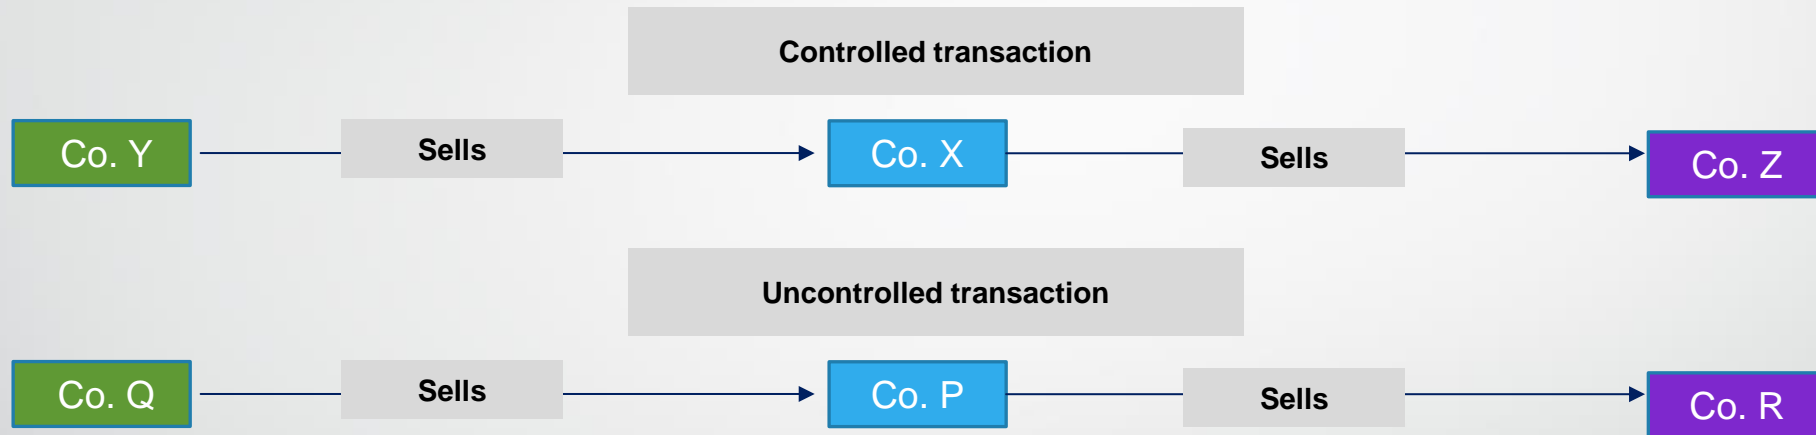 Controlled transaction
Co. Y
Sells
Co. X
Sells
Co. Z
Uncontrolled transaction
Co. Q
Sells
Co. P
Sells
Co. R